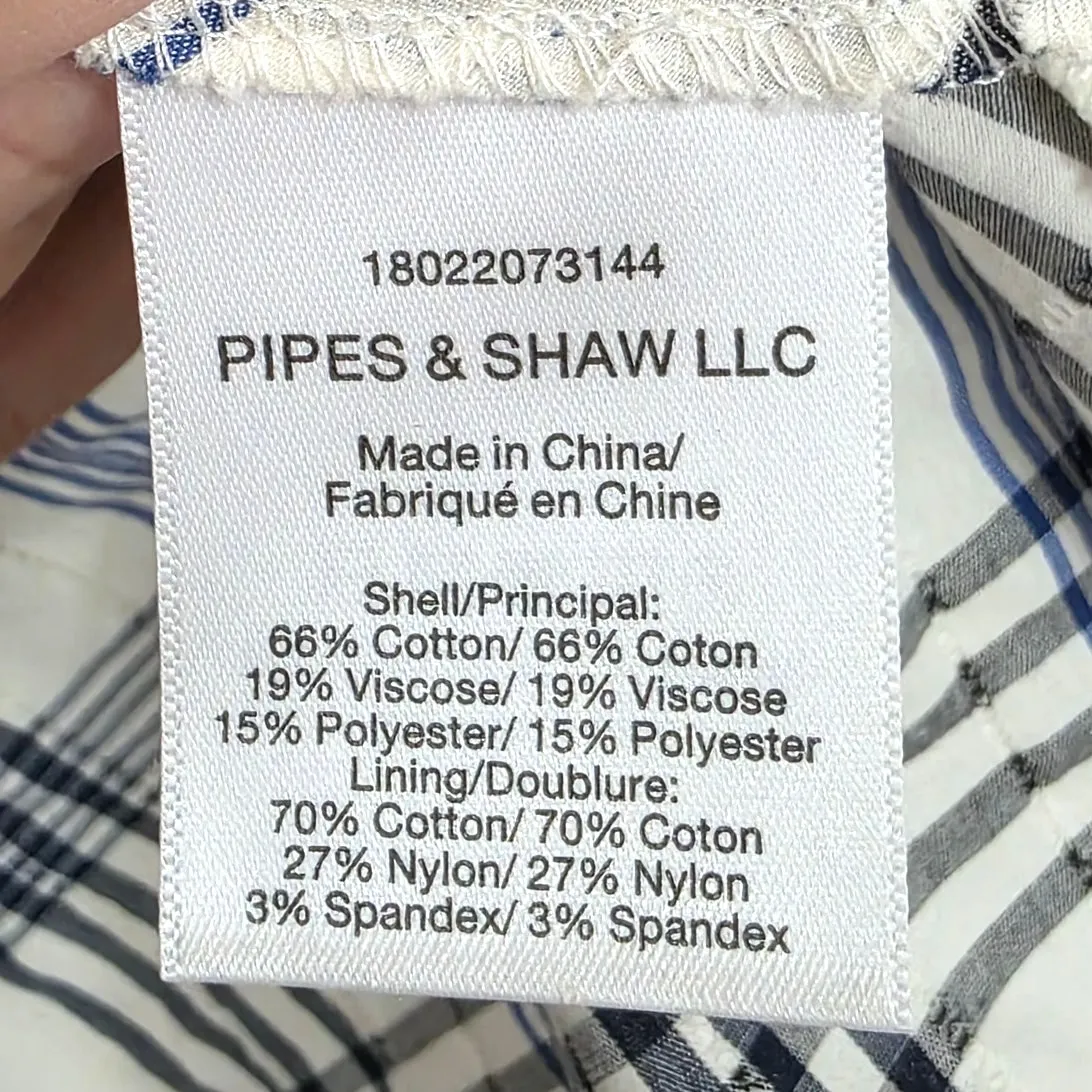 18022073144
PIPES & SHAW LLC
Made in China/
Fabriqué en Chine
Shell/Principal:
66% Cotton/ 66% Coton
19% Viscose/ 19% Viscose
15% Polyester/ 15% Polyester
Lining/Doublure:
70% Cotton/ 70% Coton
27% Nylon/ 27% Nylon
3% Spandex/ 3% Spandex